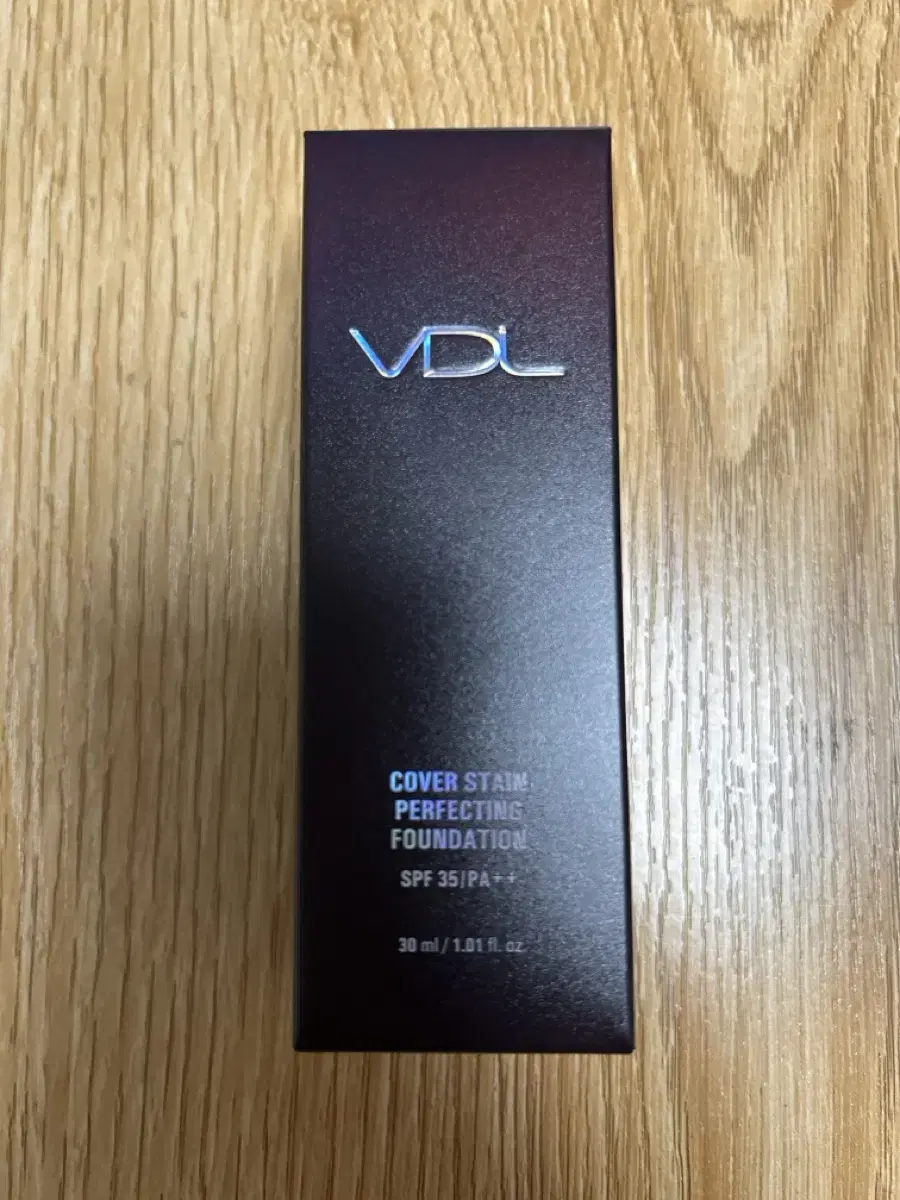 VDL
COVER STAIN
PERFECTING
FOUNDATION
SPF 35/PA++
30 ml / 1.01 fl. oz.